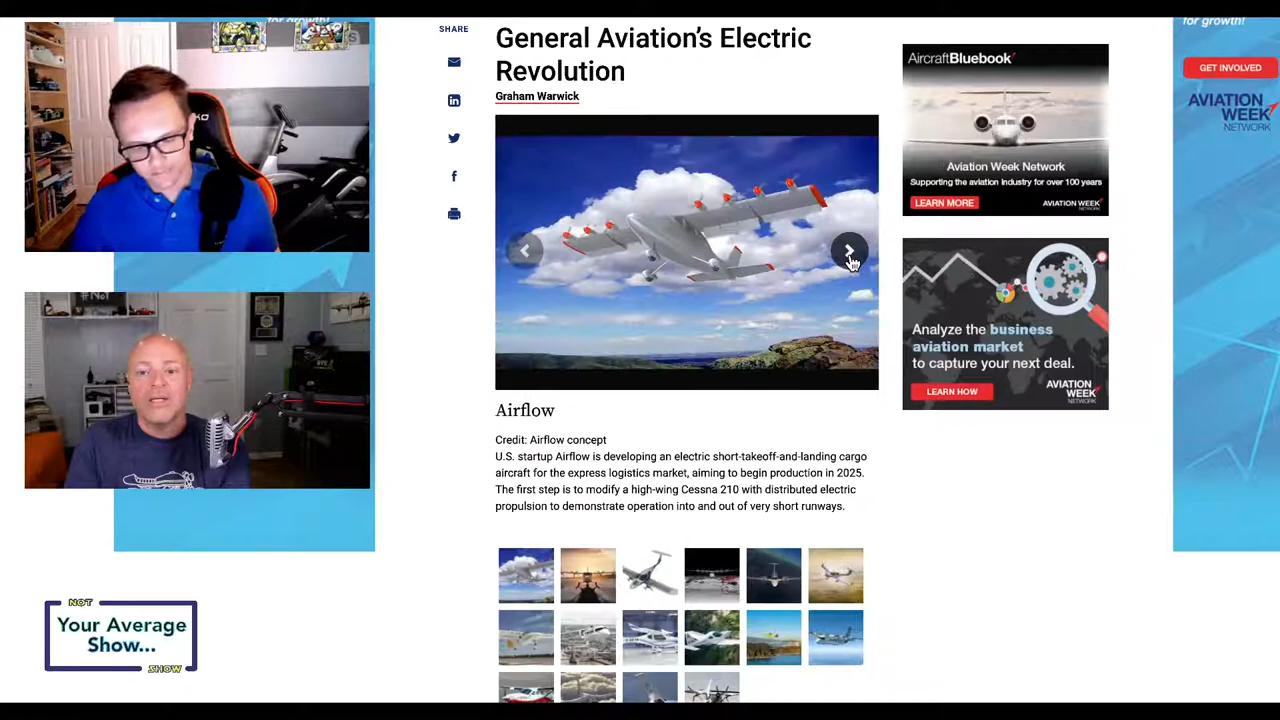 for growth!
SHARE
General Aviation's Electric
Revolution
Graham Warwick
AircraftBluebook
Aviation Week Network
Supporting the aviation industry for over 100 years
LEARN MORE
AVIATION WEEK
NETWORK
Analyze the business
aviation market
to capture your next deal.
LEARN HOW
AVIATION
WEEK
NETWORK
for growth!
GET INVOLVED
AVIATION
WEEK
NETWORK
Airflow
Credit: Airflow concept
U.S. startup Airflow is developing an electric short-takeoff-and-landing cargo
aircraft for the express logistics market, aiming to begin production in 2025.
The first step is to modify a high-wing Cessna 210 with distributed electric
propulsion to demonstrate operation into and out of very short runways.
NOT
Your Average
Show...
SHOW